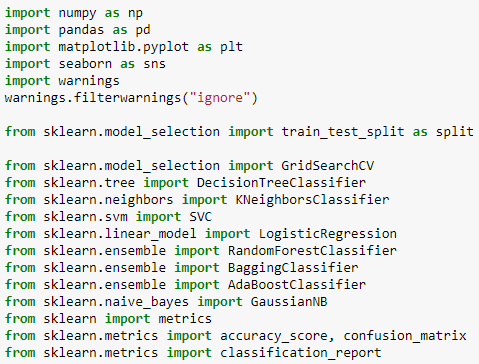 import numpy as np
import pandas as pd
import matplotlib.pyplot as plt
import seaborn as sns
import warnings
warnings.filterwarnings("ignore")
from sklearn.model_selection import train_test_split as split
from sklearn.model_selection import GridSearchCV
from sklearn.tree import DecisionTreeClassifier
from sklearn.neighbors import KNeighborsClassifier
from sklearn.svm import SVC
from sklearn.linear_model import LogisticRegression
from sklearn.ensemble import RandomForestClassifier
from sklearn.ensemble import BaggingClassifier
from sklearn.ensemble import AdaBoostClassifier
from sklearn.naive_bayes import GaussianNB
from sklearn import metrics
from sklearn.metrics import accuracy_score, confusion_matrix
from sklearn.metrics import classification_report